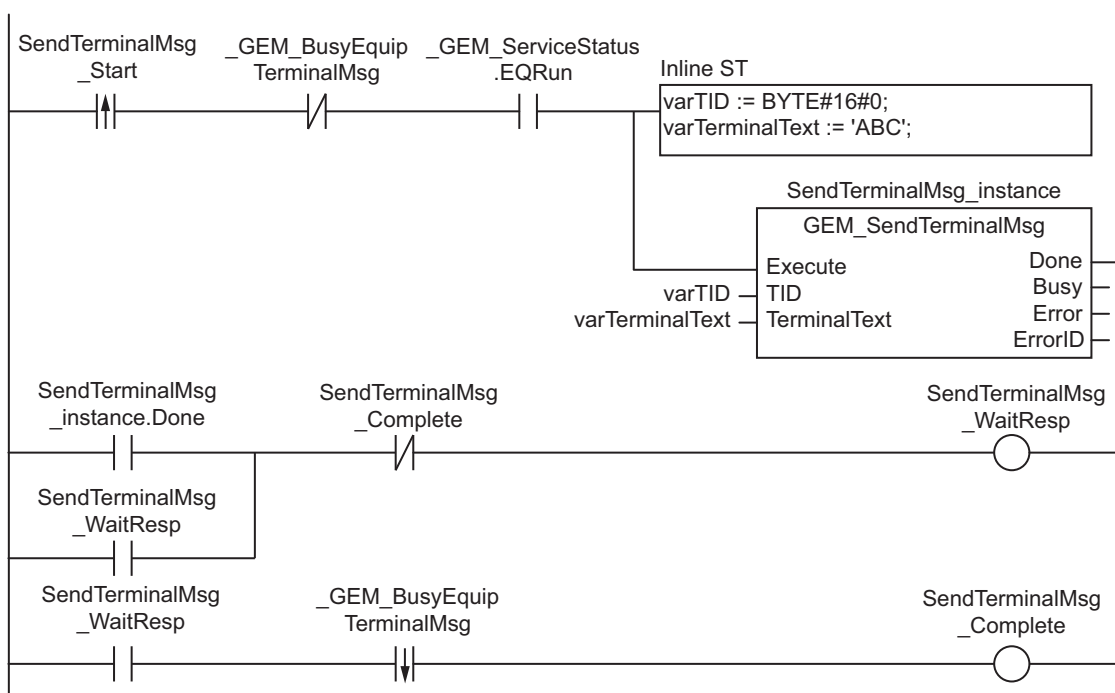 SendTerminalMsg
_Start
_GEM_BusyEquip
TerminalMsg
_GEM_ServiceStatus
.EQRun
Inline ST
varTID := BYTE#16#0;
varTerminalText := 'ABC';
SendTerminalMsg_instance
GEM_SendTerminalMsg
Execute
Done
varTID
TID
Busy
varTerminalText
TerminalText
Error
ErrorID
SendTerminalMsg
_instance.Done
SendTerminalMsg
_Complete
SendTerminalMsg
_WaitResp
SendTerminalMsg
_WaitResp
SendTerminalMsg
_WaitResp
_GEM_BusyEquip
TerminalMsg
SendTerminalMsg
_Complete